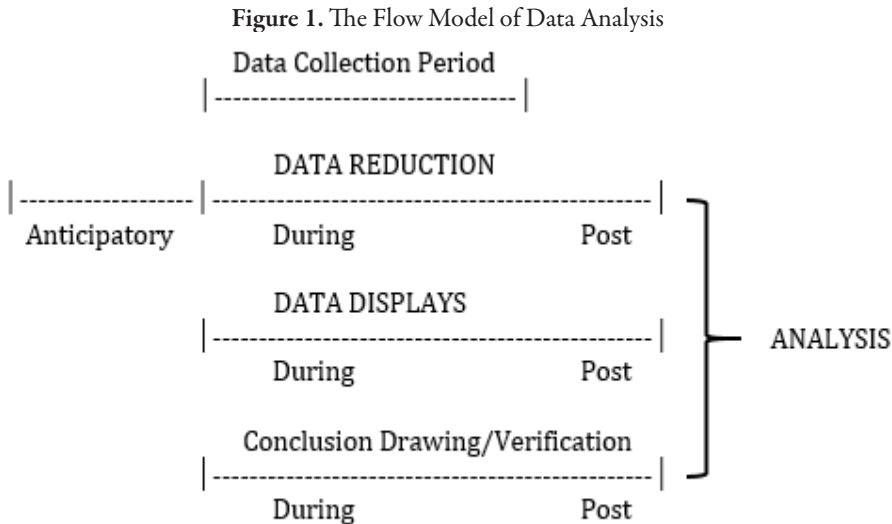 Figure 1. The Flow Model of Data Analysis
Data Collection Period
DATA REDUCTION
Anticipatory During Post
DATA DISPLAYS
During Post
ANALYSIS
Conclusion Drawing/Verification
During Post